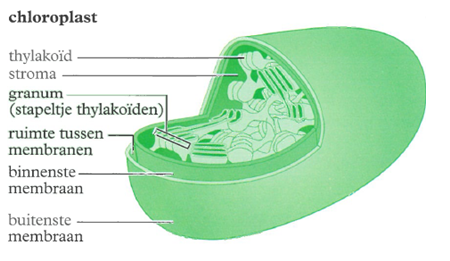 chloroplast
thylakoïd
stroma
granum
(stapeltje thylakoïden)
ruimte tussen
membranen
binnenste
membraan
buitenste
membraan